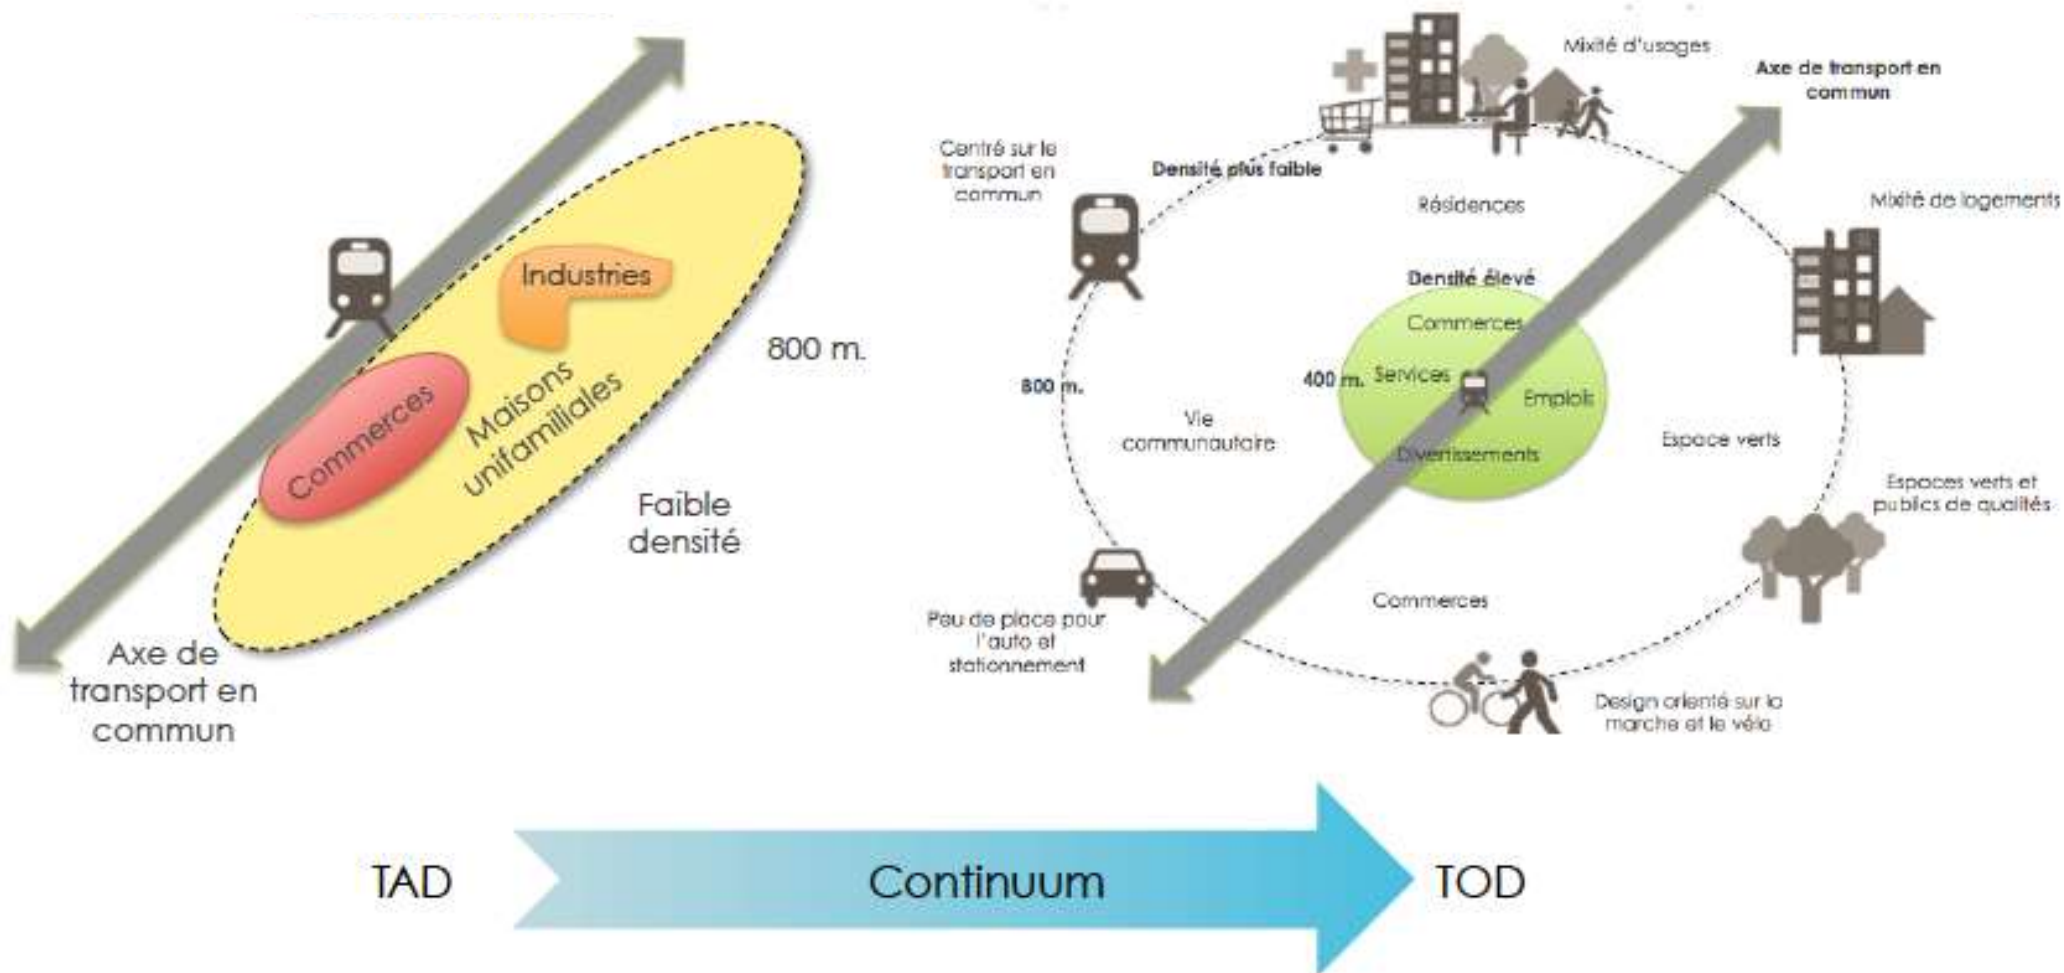 Industries
Commerces
Maisons
unifamiliales
800 m.
Faible
densité
Axe de
transport en
commun
Mixité d'usages
Axe de transport en
commun
Centré sur le
transport en
commun
Densité plus faible
Résidences
Mixité de logements
Densité élevé
Commerces
Services
Emplois
Divertissements
400 m.
800 m.
Vie
communautaire
Espace verts
Espaces verts et
publics de qualités
Commerces
Peu de place pour
l'auto et
stationnement
Design orienté sur la
marche et le vélo
TAD
Continuum
TOD